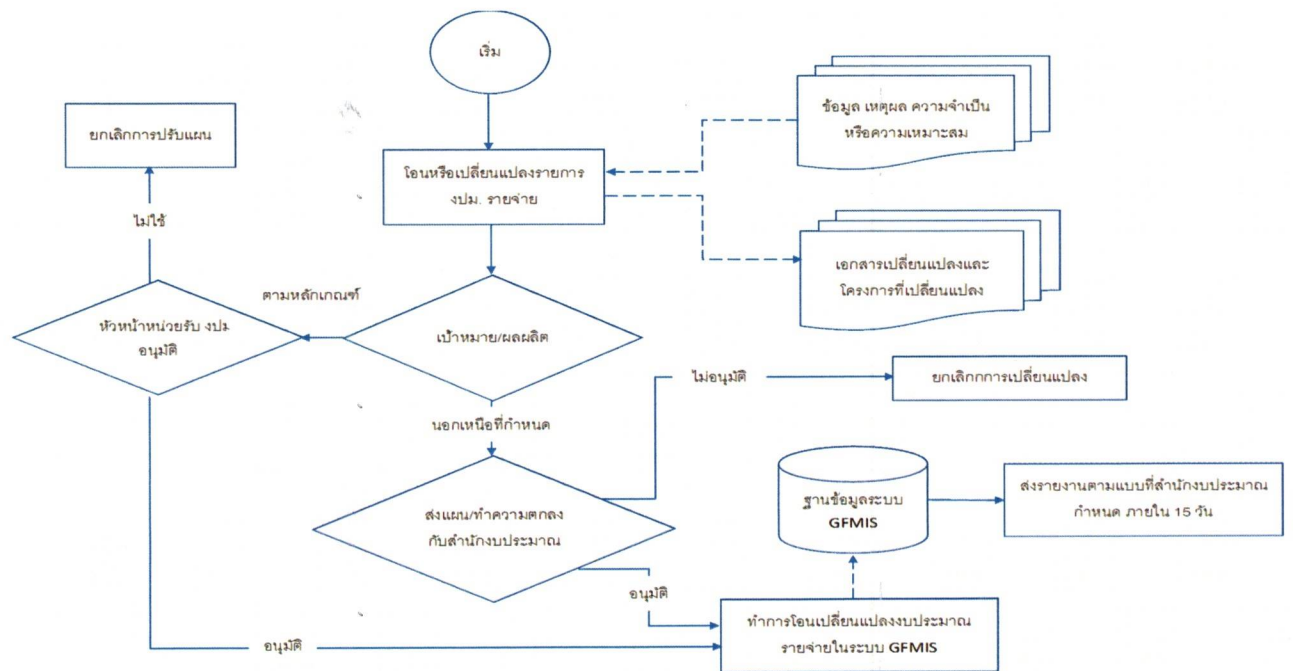 เริ่ม
ข้อมูล เหตุผล ความจำเป็น
หรือความเหมาะสม
ยกเลิกการปรับแผน
โอนหรือเปลี่ยนแปลงรายการ
งปม. รายจ่าย
ไม่ใช้
เอกสารเปลี่ยนแปลงและ
โครงการที่เปลี่ยนแปลง
ตามหลักเกณฑ์
หัวหน้าหน่วยรับ งปม
อนุมัติ
เป้าหมาย/ผลผลิต
ไม่อนุมัติ
ยกเลิกกการเปลี่ยนแปลง
นอกเหนือที่กำหนด
ส่งแผน/ทำความตกลง
กับสำนักงบประมาณ
ฐานข้อมูลระบบ
GFMIS
ส่งรายงานตามแบบที่สำนักงบประมาณ
กำหนด ภายใน 15 วัน
อนุมัติ
ทำการโอนเปลี่ยนแปลงงบประมาณ
รายจ่ายในระบบ GFMIS
อนุมัติ